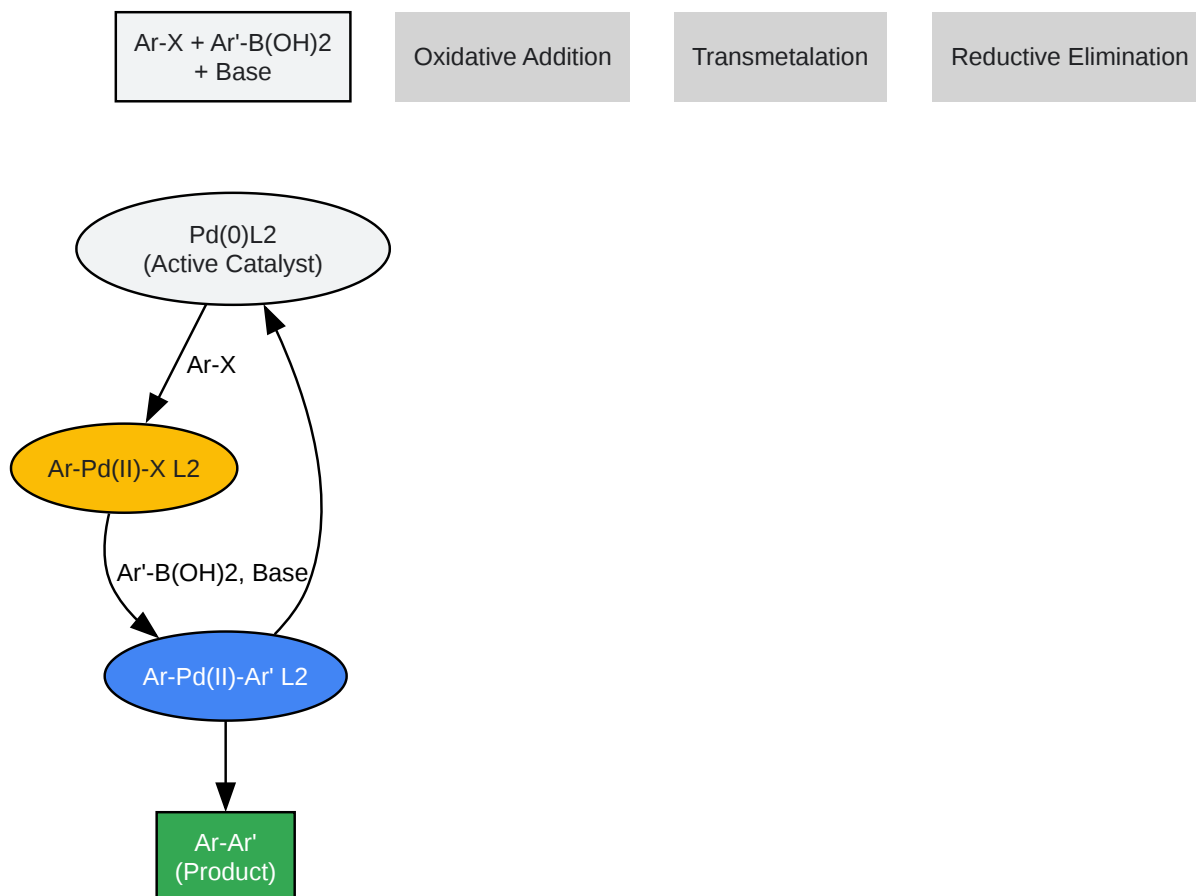 Ar-X + Ar'-B(OH)2
+ Base
Oxidative Addition
Transmetalation
Reductive Elimination
Pd(0)L2
(Active Catalyst)
Ar-X
Ar-Pd(II)-X L2
Ar'-B(OH)2, Base
Ar-Pd(II)-Ar' L2
Ar-Ar'
(Product)